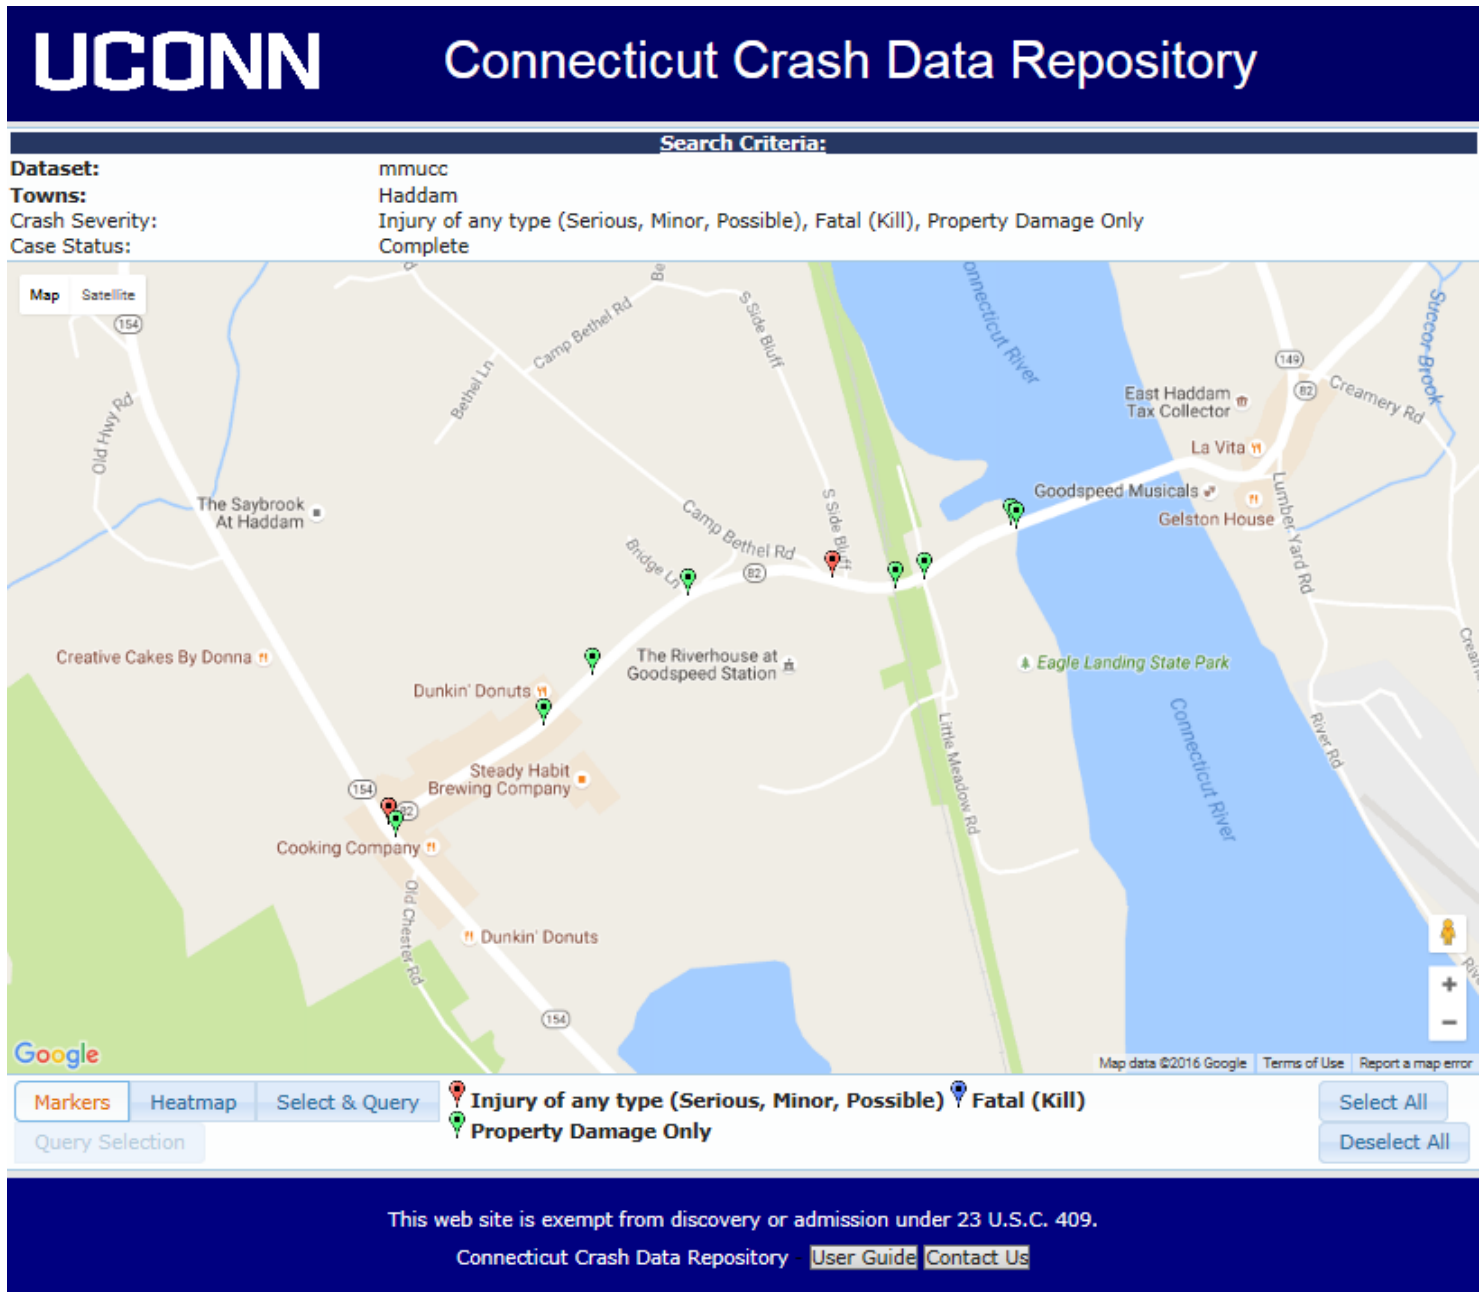 UCONN Connecticut Crash Data Repository
Search Criteria:
Dataset: mmucc
Towns: Haddam
Crash Severity: Injury of any type (Serious, Minor, Possible), Fatal (Kill), Property Damage Only
Case Status: Complete
Map Satellite
154
Old Hwy Rd
The Saybrook
At Haddam
Bethel Ln
Camp Bethel Rd
S Side Bluff
Connecticut River
Succor Brook
149
82
Creamery Rd
East Haddam
Tax Collector
La Vita
Goodspeed Musicals
Gelston House
Lumber Yard Rd
S Side Bluff
Camp Bethel Rd
Bridge Ln
82
Creative Cakes By Donna
The Riverhouse at
Goodspeed Station
Eagle Landing State Park
Dunkin' Donuts
Little Meadow Rd
Connecticut River
River Rd
Steady Habit
Brewing Company
154
82
Cooking Company
Old Chester Rd
Dunkin' Donuts
154
Google
Map data ©2016 Google Terms of Use Report a map error
Markers Heatmap Select & Query
Query Selection
Injury of any type (Serious, Minor, Possible) Fatal (Kill)
Property Damage Only
Select All
Deselect All
This web site is exempt from discovery or admission under 23 U.S.C. 409.
Connecticut Crash Data Repository - User Guide Contact Us